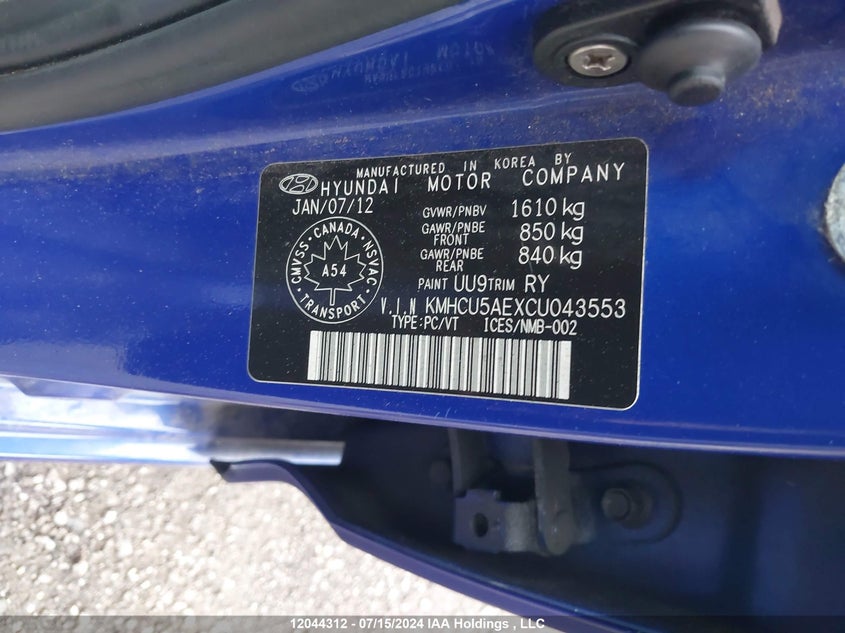 MANUFACTURED IN KOREA BY
HYUNDAI MOTOR COMPANY
JAN/07/12
GVWR/PNBV 1610 kg
GAWR/PNBE FRONT 850 kg
GAWR/PNBE REAR 840 kg
CMVSS · CANADA · NSVAC
A54
TRANSPORT
PAINT UU9 TRIM RY
V.I.N KMHCU5AEXCU043553
TYPE:PC/VT ICES/NMB-002
12044312 - 07/15/2024 IAA Holdings , LLC